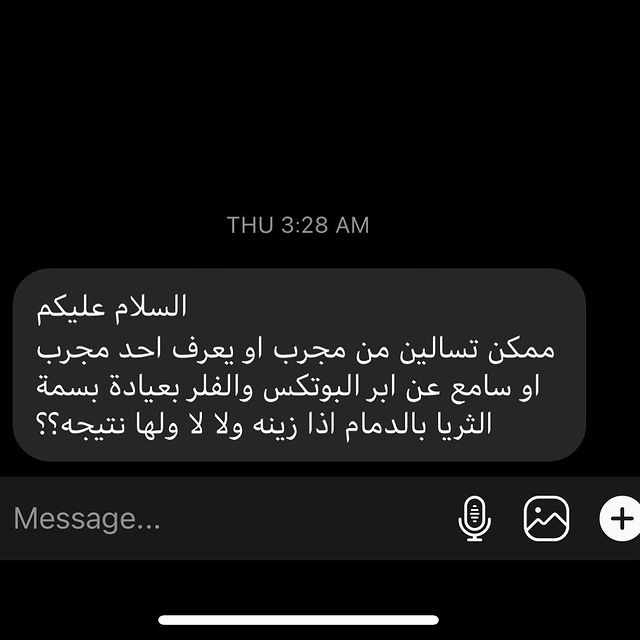 THU 3:28 AM
السلام عليكم
ممكن تسالين من مجرب او يعرف احد مجرب
او سامع عن ابر البوتكس والفلر بعيادة بسمة
الثريا بالدمام اذا زينه ولا لا ولها نتيجه؟؟
Message...